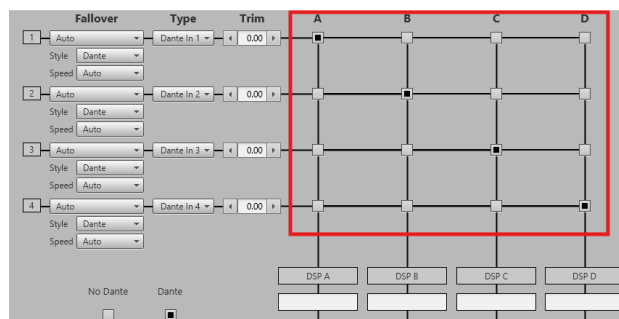 Fallover Type Trim A B C D
1 Auto Dante In 1 0.00
Style Dante
Speed Auto
2 Auto Dante In 2 0.00
Style Dante
Speed Auto
3 Auto Dante In 3 0.00
Style Dante
Speed Auto
4 Auto Dante In 4 0.00
Style Dante
Speed Auto
DSP A DSP B DSP C DSP D
No Dante Dante